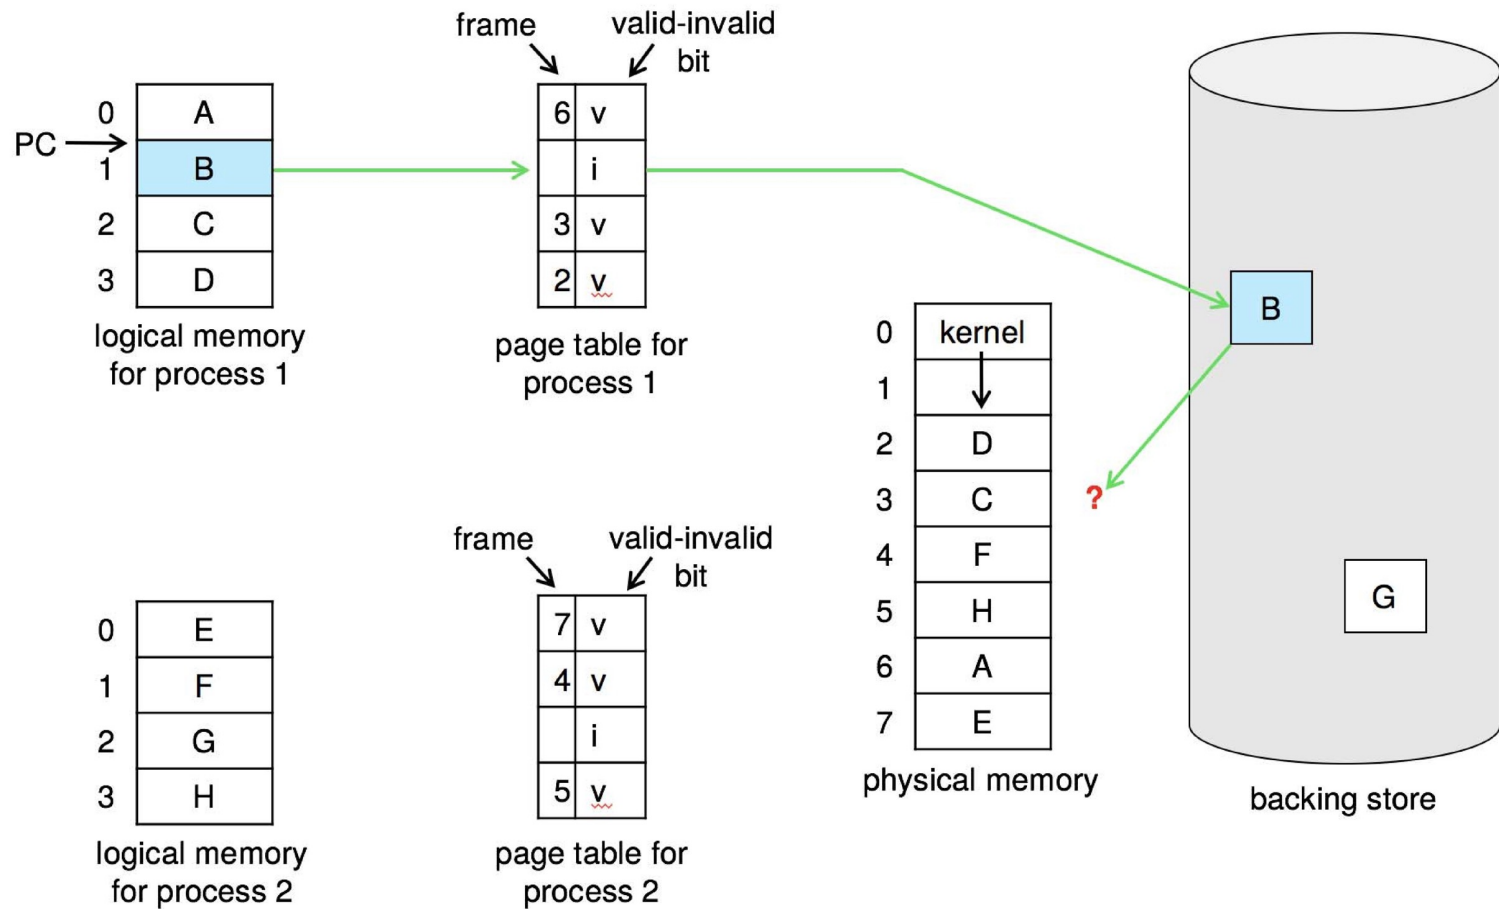 frame
valid-invalid
bit
0 A
PC
1 B
2 C
3 D
logical memory
for process 1
6 v
i
3 v
2 v
page table for
process 1
0 kernel
1
2 D
3 C
4 F
5 H
6 A
7 E
physical memory
?
B
G
backing store
0 E
1 F
2 G
3 H
logical memory
for process 2
frame
valid-invalid
bit
7 v
4 v
i
5 v
page table for
process 2